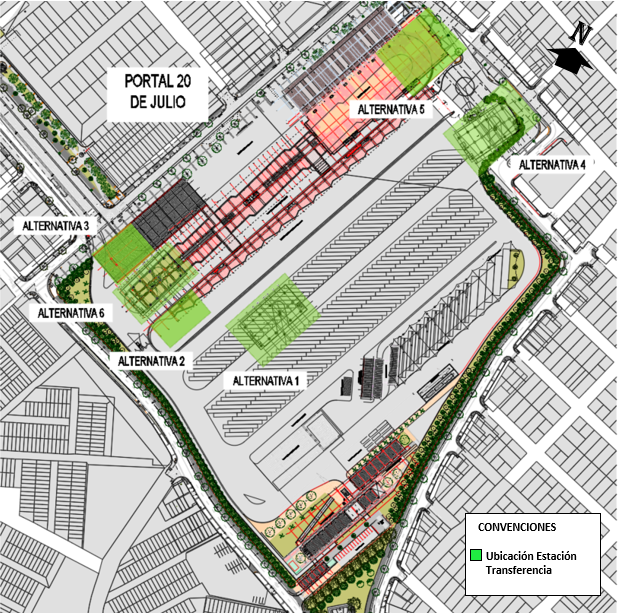 N
PORTAL 20
DE JULIO
ALTERNATIVA 5
ALTERNATIVA 4
ALTERNATIVA 3
ALTERNATIVA 6
ALTERNATIVA 2
ALTERNATIVA 1
CONVENCIONES
Ubicación Estación
Transferencia